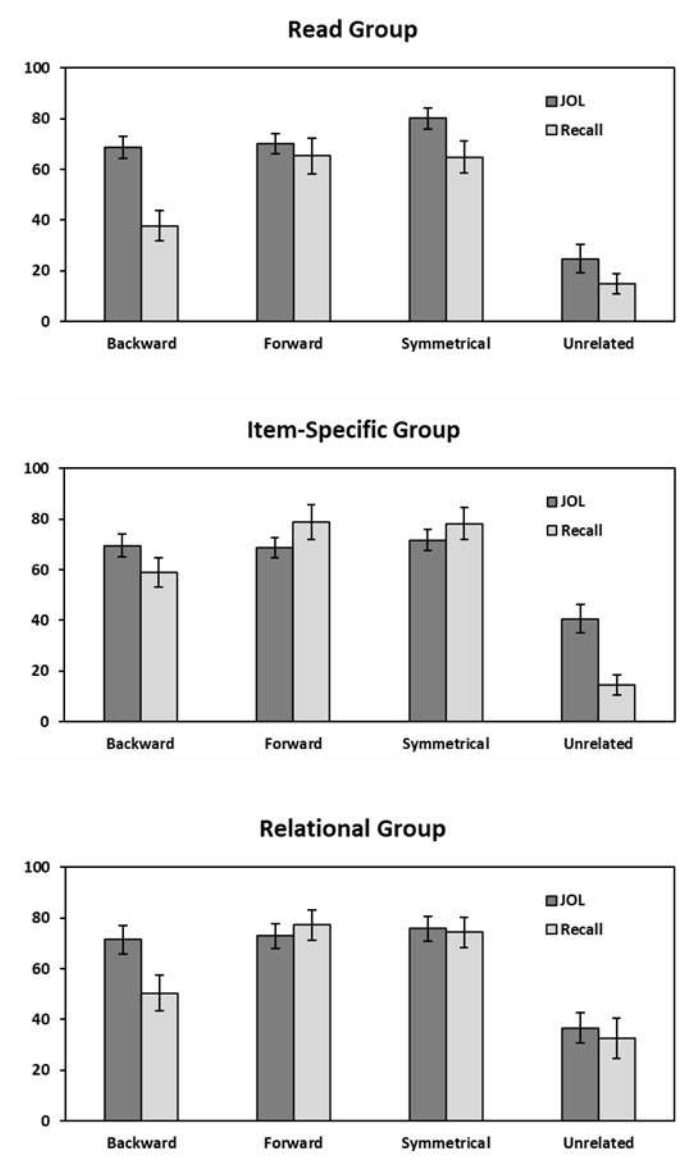 Read Group
100
80
60
40
20
0
JOL
Recall
Backward Forward Symmetrical Unrelated
Item-Specific Group
100
80
60
40
20
0
JOL
Recall
Backward Forward Symmetrical Unrelated
Relational Group
100
80
60
40
20
0
JOL
Recall
Backward Forward Symmetrical Unrelated